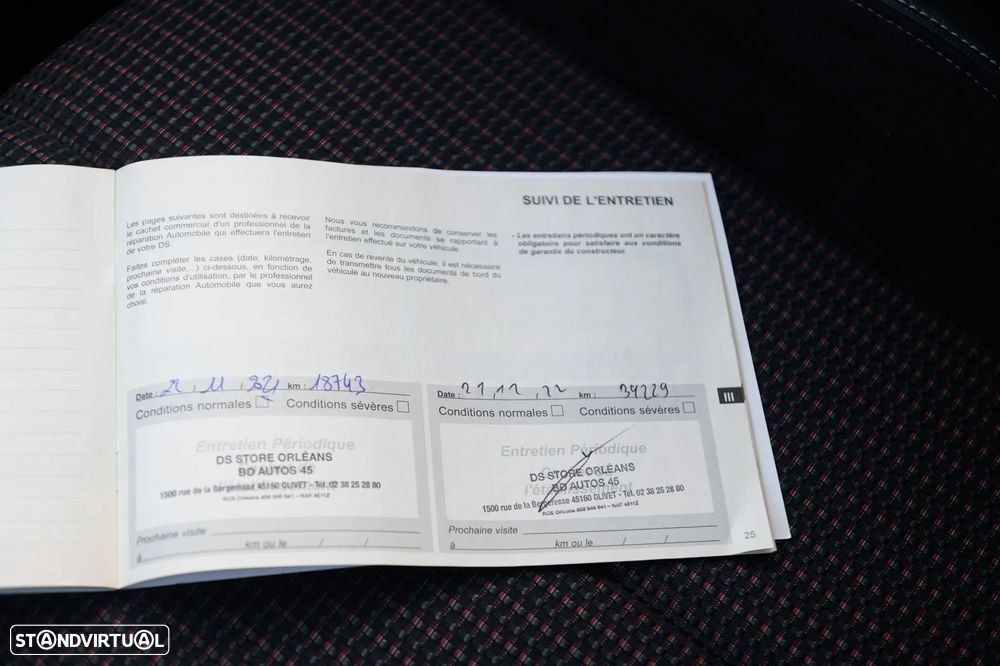 SUIVI DE L'ENTRETIEN
Les pages suivantes sont destinées à recevoir
le cachet commercial d'un professionnel de la
réparation Automobile qui effectuera l'entretien
de votre DS.
Faites compléter les cases (date, kilométrage,
prochaine visite....) ci-dessous, en fonction de
vos conditions d'utilisation, par le professionnel
de la réparation Automobile que vous aurez
choisi.
Nous vous recommandons de conserver les
factures et les documents se rapportant à
l'entretien effectué sur votre véhicule.
En cas de revente du véhicule, il est nécessaire
de transmettre tous les documents de bord du
véhicule au nouveau propriétaire.
- Les entretiens périodiques ont un caractère
obligatoire pour satisfaire aux conditions
de garantie du constructeur.
Date : 22, 11, 2021 km : 18743
Conditions normales Conditions sévères
Entretien Périodique
DS STORE ORLÉANS
BD AUTOS 45
1500 rue de la Bergeresse 45160 OLIVET - Tél. 02 38 25 28 80
Prochaine visite
à km ou le / /
Date : 21, 12, 22 km : 34229
Conditions normales Conditions sévères
Entretien Périodique
DS STORE ORLÉANS
BD AUTOS 45
l'établissement
1500 rue de la Bergeresse 45160 OLIVET - Tél. 02 38 25 28 80
Prochaine visite
à km ou le / /
III
25
STANDVIRTUAL